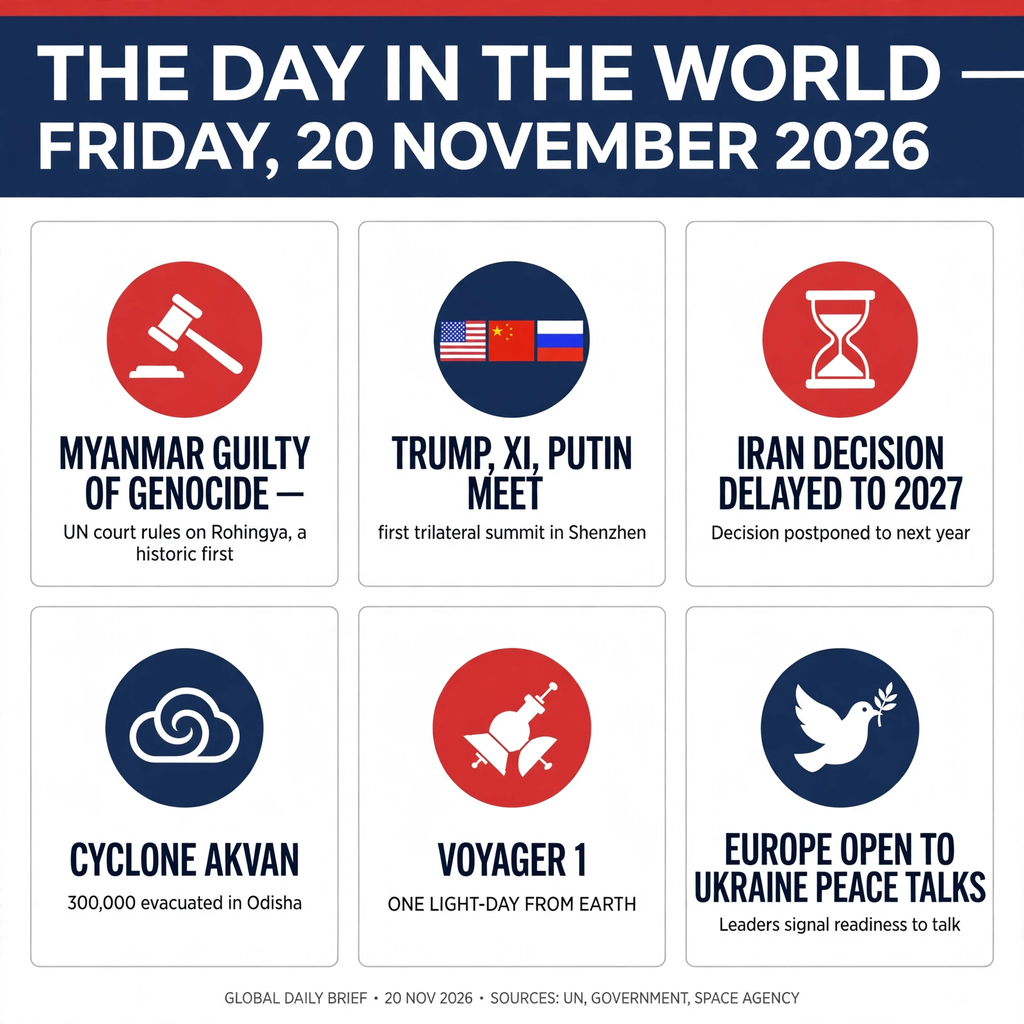 THE DAY IN THE WORLD —
FRIDAY, 20 NOVEMBER 2026
MYANMAR GUILTY
OF GENOCIDE —
UN court rules on Rohingya, a
historic first
TRUMP, XI, PUTIN
MEET
first trilateral summit in Shenzhen
IRAN DECISION
DELAYED TO 2027
Decision postponed to next year
CYCLONE AKVAN
300,000 evacuated in Odisha
VOYAGER 1
ONE LIGHT-DAY FROM EARTH
EUROPE OPEN TO
UKRAINE PEACE TALKS
Leaders signal readiness to talk
GLOBAL DAILY BRIEF • 20 NOV 2026 • SOURCES: UN, GOVERNMENT, SPACE AGENCY